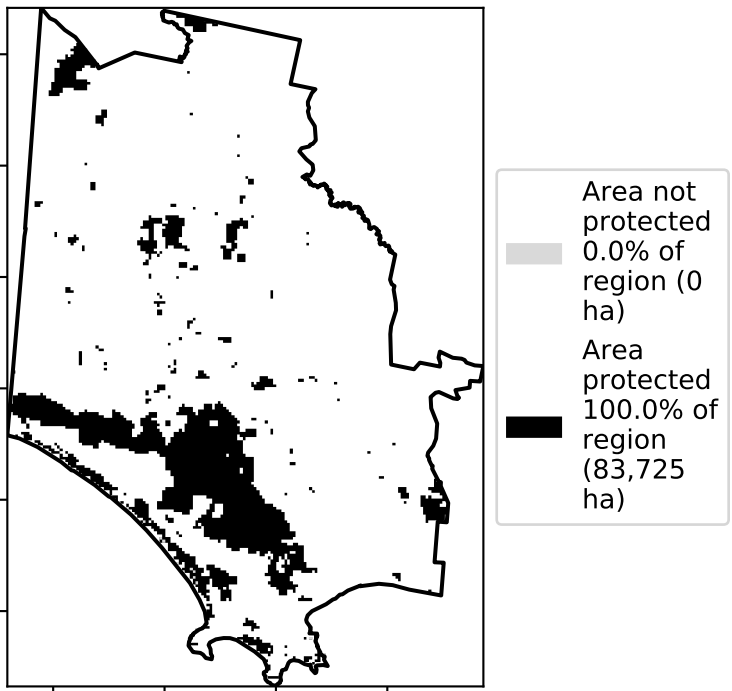 Area not
protected
0.0% of
region (0
ha)
Area
protected
100.0% of
region
(83,725
ha)